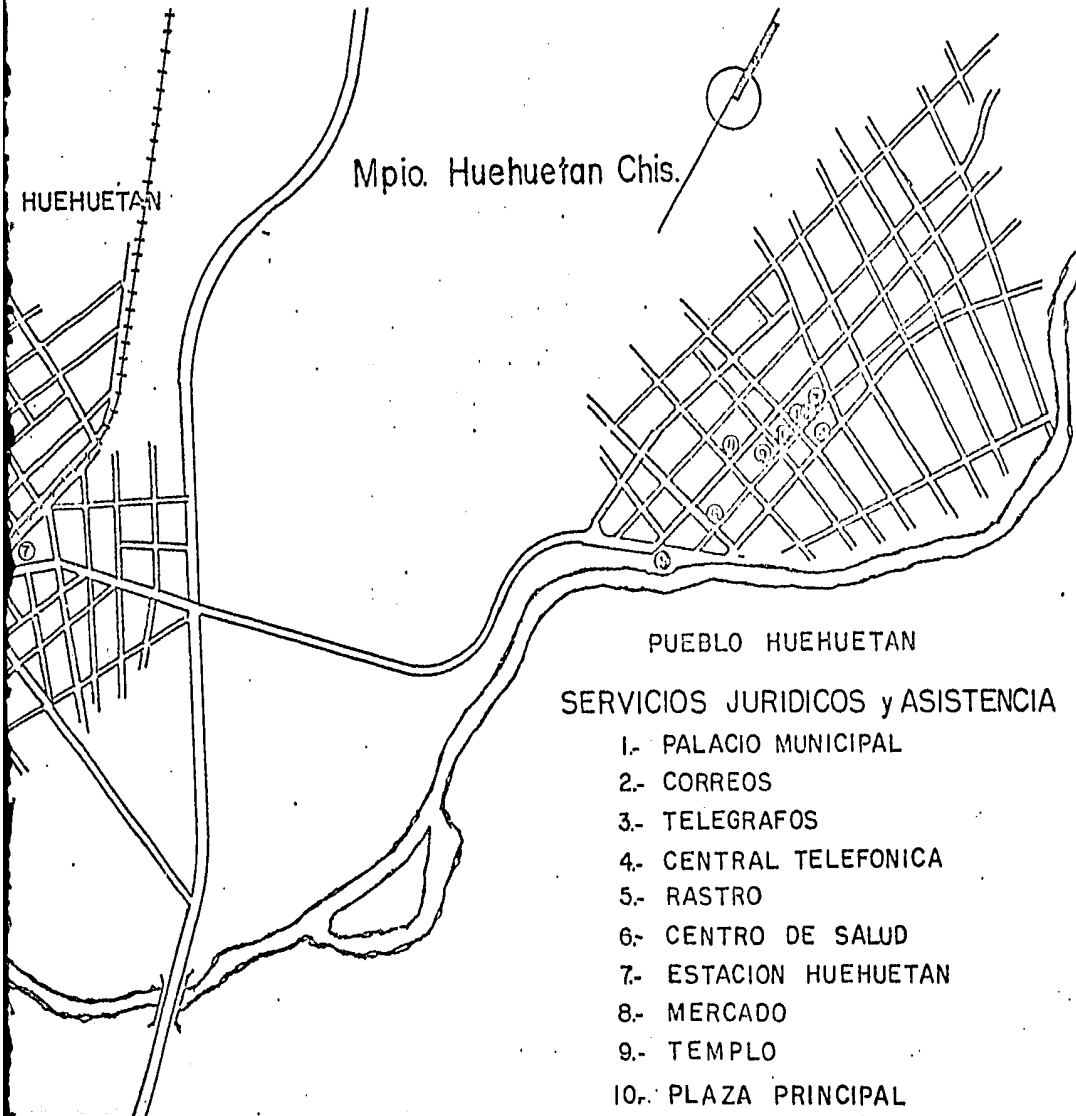 Mpio. Huehuetan Chis.
HUEHUETAN
7
PUEBLO HUEHUETAN
SERVICIOS JURIDICOS y ASISTENCIA
1.- PALACIO MUNICIPAL
2.- CORREOS
3.- TELEGRAFOS
4.- CENTRAL TELEFONICA
5.- RASTRO
6.- CENTRO DE SALUD
7.- ESTACION HUEHUETAN
8.- MERCADO
9.- TEMPLO
10.- PLAZA PRINCIPAL